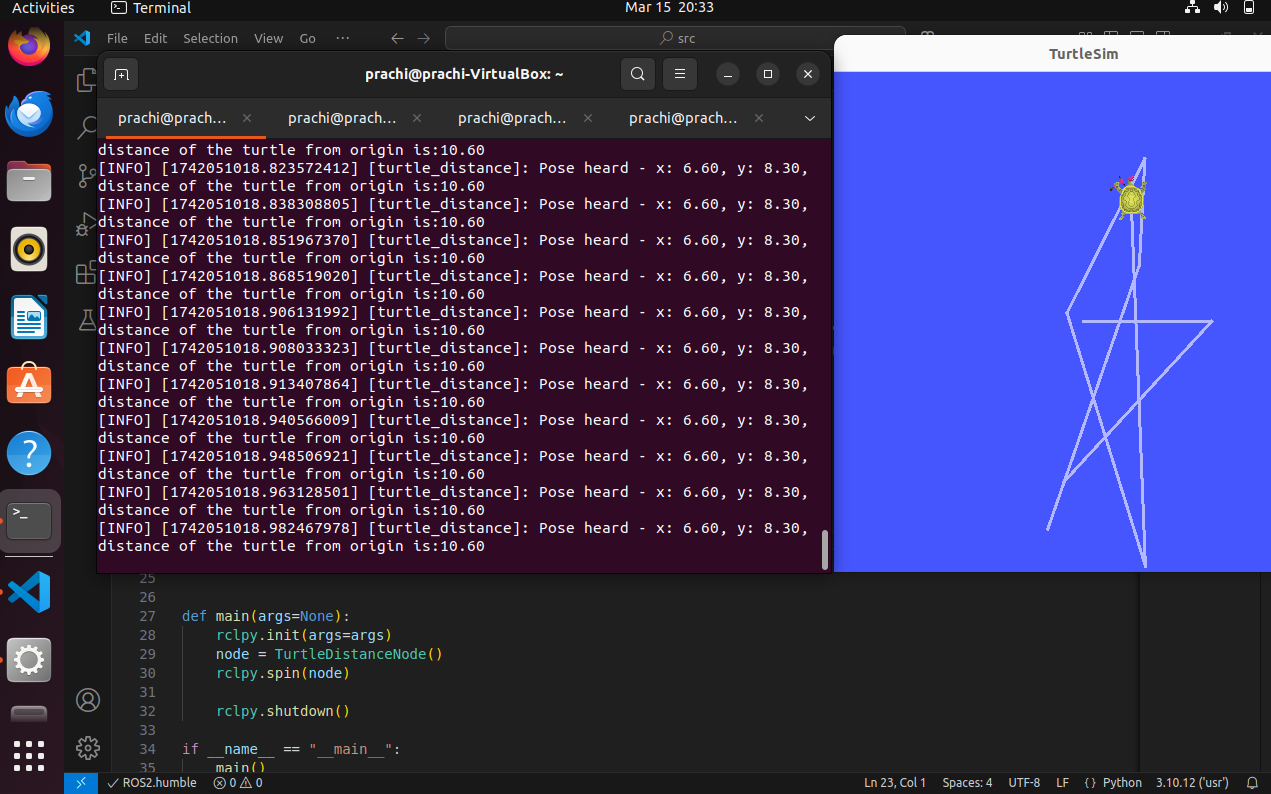 Activities Terminal Mar 15 20:33
File Edit Selection View Go ··· src
TurtleSim
prachi@prachi-VirtualBox: ~
prachi@prach... prachi@prach... prachi@prach... prachi@prach...
distance of the turtle from origin is:10.60
[INFO] [1742051018.823572412] [turtle_distance]: Pose heard - x: 6.60, y: 8.30,
distance of the turtle from origin is:10.60
[INFO] [1742051018.838308805] [turtle_distance]: Pose heard - x: 6.60, y: 8.30,
distance of the turtle from origin is:10.60
[INFO] [1742051018.851967370] [turtle_distance]: Pose heard - x: 6.60, y: 8.30,
distance of the turtle from origin is:10.60
[INFO] [1742051018.868519020] [turtle_distance]: Pose heard - x: 6.60, y: 8.30,
distance of the turtle from origin is:10.60
[INFO] [1742051018.906131992] [turtle_distance]: Pose heard - x: 6.60, y: 8.30,
distance of the turtle from origin is:10.60
[INFO] [1742051018.908033323] [turtle_distance]: Pose heard - x: 6.60, y: 8.30,
distance of the turtle from origin is:10.60
[INFO] [1742051018.913407864] [turtle_distance]: Pose heard - x: 6.60, y: 8.30,
distance of the turtle from origin is:10.60
[INFO] [1742051018.940566009] [turtle_distance]: Pose heard - x: 6.60, y: 8.30,
distance of the turtle from origin is:10.60
[INFO] [1742051018.948506921] [turtle_distance]: Pose heard - x: 6.60, y: 8.30,
distance of the turtle from origin is:10.60
[INFO] [1742051018.963128501] [turtle_distance]: Pose heard - x: 6.60, y: 8.30,
distance of the turtle from origin is:10.60
[INFO] [1742051018.982467978] [turtle_distance]: Pose heard - x: 6.60, y: 8.30,
distance of the turtle from origin is:10.60
25
26
27 def main(args=None):
28 rclpy.init(args=args)
29 node = TurtleDistanceNode()
30 rclpy.spin(node)
31
32 rclpy.shutdown()
33
34 if __name__ == "__main__":
35 main()
ROS2.humble 0 0 Ln 23, Col 1 Spaces: 4 UTF-8 LF {} Python 3.10.12 ('usr')